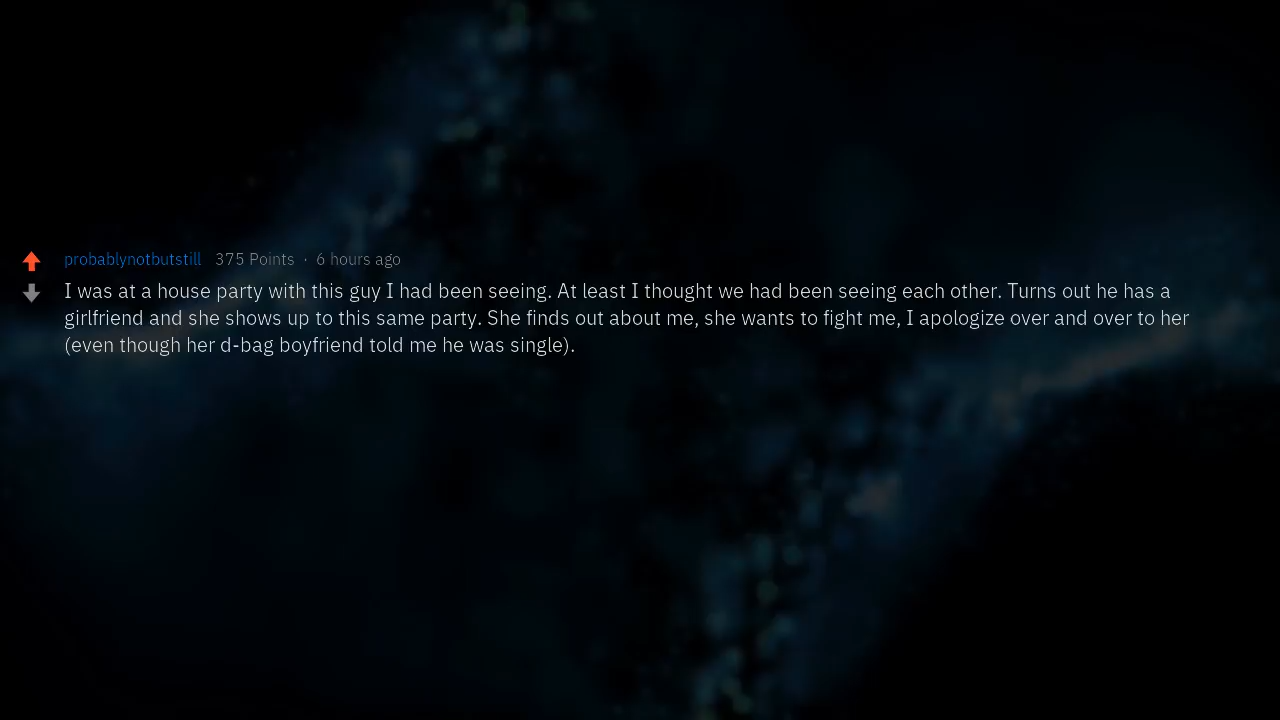 probablynotbutstill 375 Points · 6 hours ago
I was at a house party with this guy I had been seeing. At least I thought we had been seeing each other. Turns out he has a
girlfriend and she shows up to this same party. She finds out about me, she wants to fight me, I apologize over and over to her
(even though her d-bag boyfriend told me he was single).